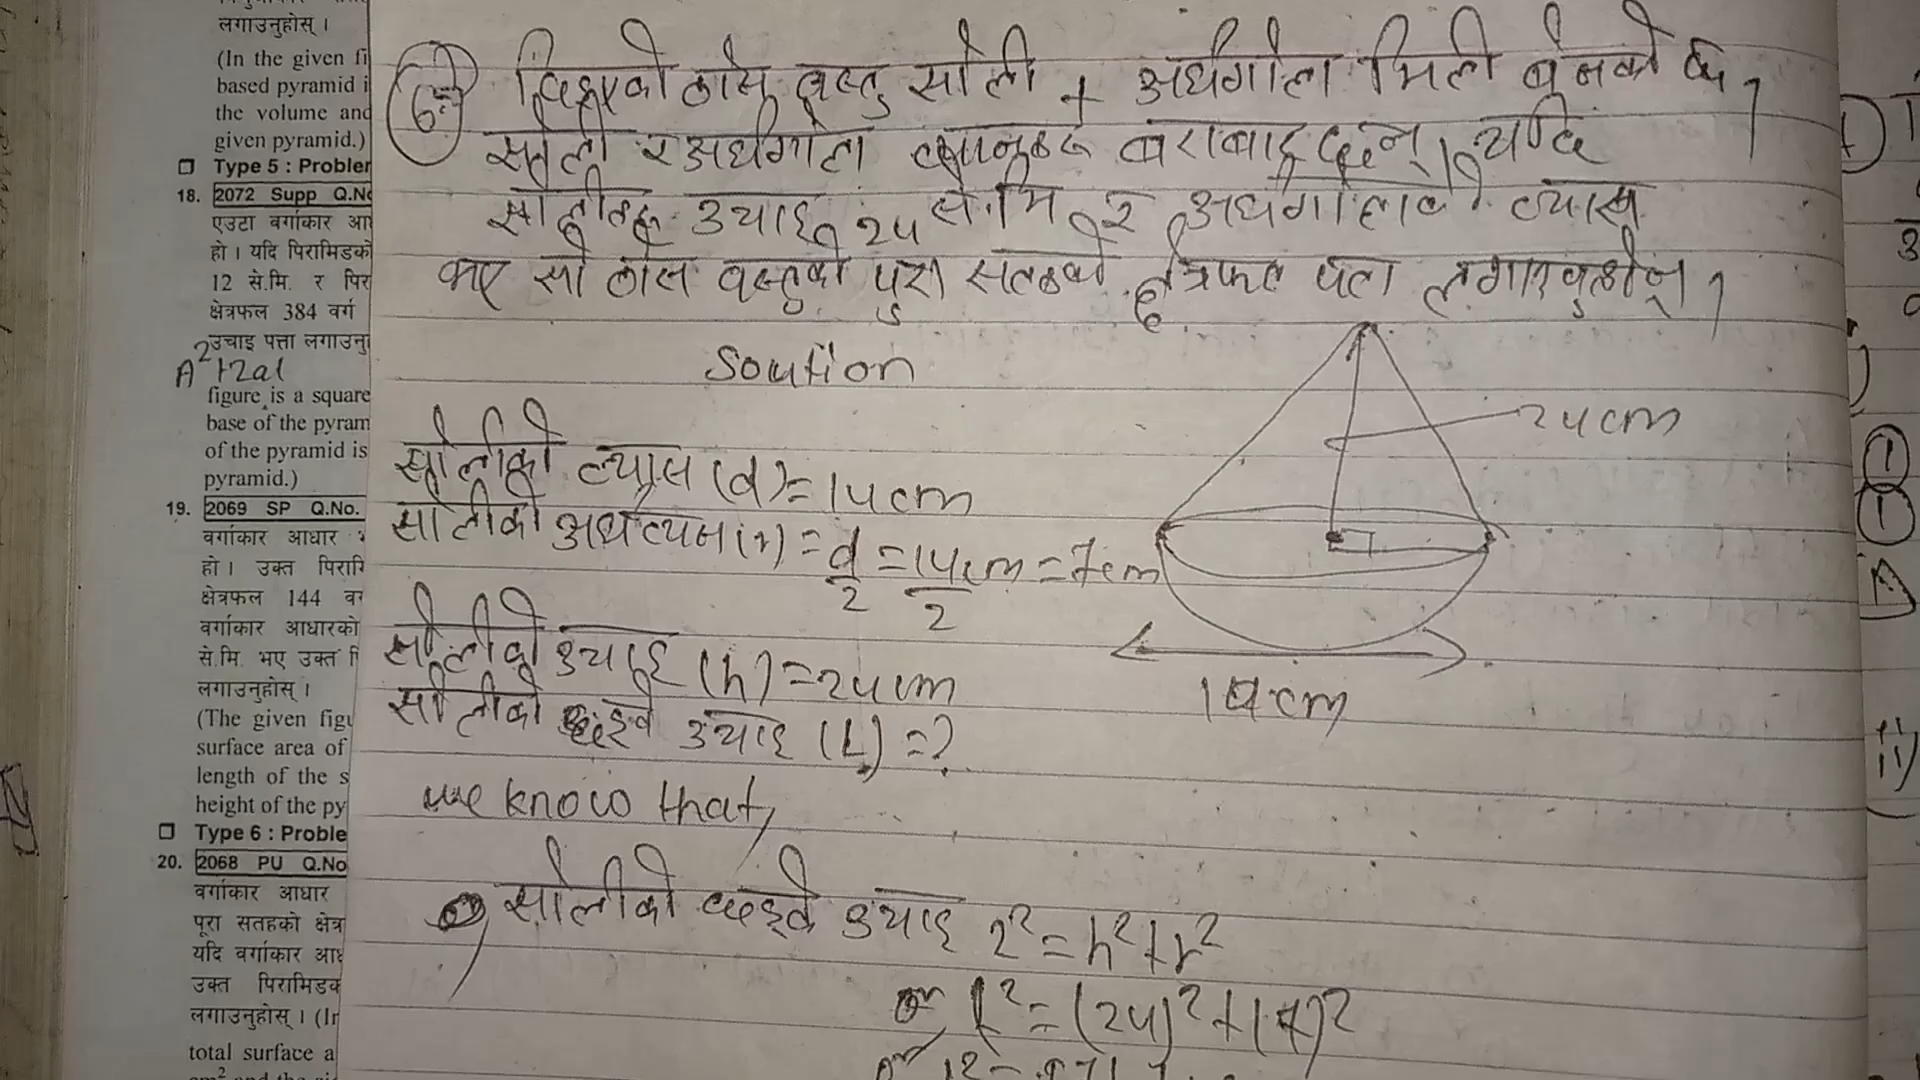 लगाउनुहोस् ।
(In the given fi
based pyramid i
the volume and
given pyramid.)
Type 5 : Probler
18. 2072 Supp Q.No
एउटा वर्गाकार आ
हो । यदि पिरामिडको
12 से.मि. र पिर
क्षेत्रफल 384 वर्ग
उचाइ पत्ता लगाउनु
A²+2al
figure is a square
base of the pyram
of the pyramid is
pyramid.)
19. 2069 SP Q.No.
वर्गाकार आधार
हो । उक्त पिरामि
क्षेत्रफल 144 वर
वर्गाकार आधारको
से.मि. भए उक्त
लगाउनुहोस् ।
(The given figu
surface area of
length of the s
height of the py
Type 6 : Proble
20. 2068 PU Q.No
वर्गाकार आधार
पूरा सतहको क्षेत्र
यदि वर्गाकार आध
उक्त पिरामिडक
लगाउनुहोस् । (Ir
total surface a
6 ठोस वस्तु सोली + अर्धगोला मिली बनेको छ ।
सोली र अर्धगोला बराबर छन् । यदि
उचाइ 24 से.मि र अर्धगोलाको व्यास
भए सो ठोस वस्तुको पुरा सतहको क्षेत्रफल पत्ता लगाउनुहोस् ।
Soution
24cm
सोलीको व्यास (d) = 14cm
सोलीको अर्धव्यास (r) = d/2 = 14cm/2 = 7cm
सोलीको उचाइ (h) = 24cm
14cm
सोलीको छड्के उचाइ (L) = ?
we know that,
सोलीको छड्के उचाइ l² = h² + r²
or l² = (24)² + (7)²